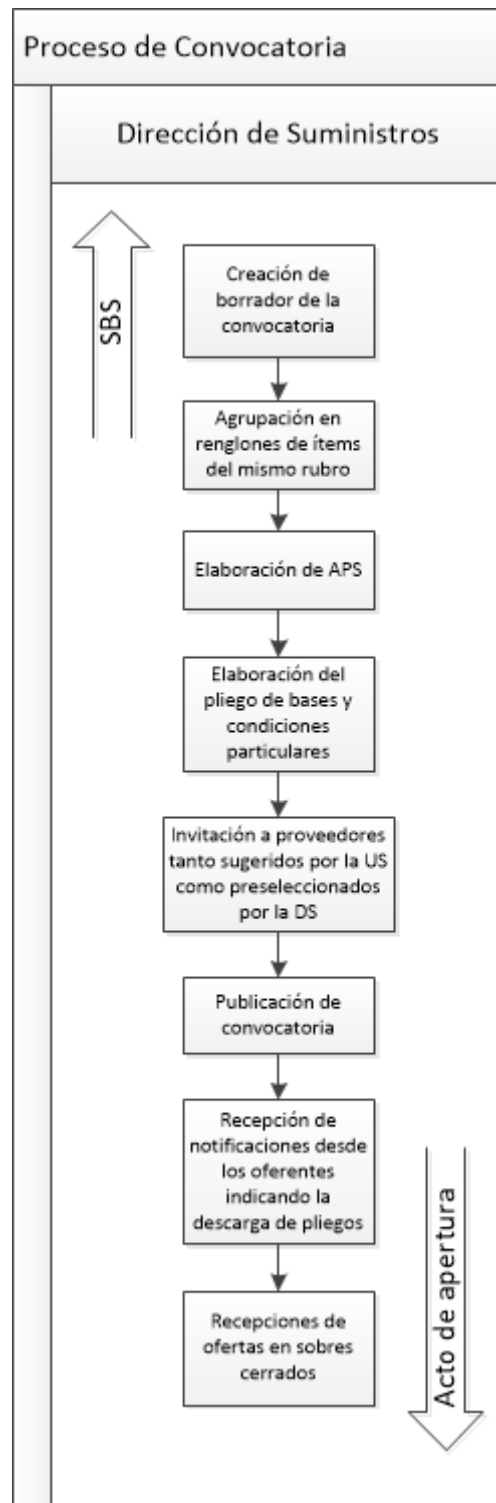 Proceso de Convocatoria
Dirección de Suministros
SBS
Creación de
borrador de la
convocatoria
Agrupación en
renglones de ítems
del mismo rubro
Elaboración de APS
Elaboración del
pliego de bases y
condiciones
particulares
Invitación a proveedores
tanto sugeridos por la US
como preseleccionados
por la DS
Publicación de
convocatoria
Recepción de
notificaciones desde
los oferentes
indicando la
descarga de pliegos
Recepciones de
ofertas en sobres
cerrados
Acto de apertura